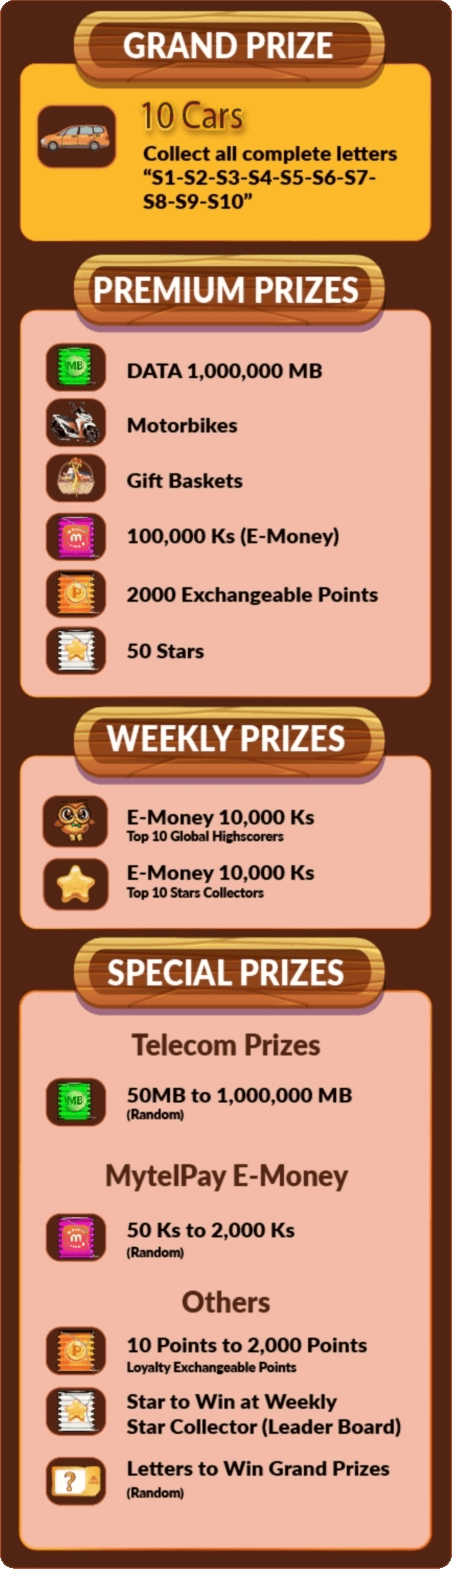 GRAND PRIZE
10 Cars
Collect all complete letters
“S1-S2-S3-S4-S5-S6-S7-
S8-S9-S10”
PREMIUM PRIZES
MB
DATA 1,000,000 MB
Motorbikes
Gift Baskets
m
100,000 Ks (E-Money)
P
2000 Exchangeable Points
50 Stars
WEEKLY PRIZES
E-Money 10,000 Ks
Top 10 Global Highscorers
E-Money 10,000 Ks
Top 10 Stars Collectors
SPECIAL PRIZES
Telecom Prizes
MB
50MB to 1,000,000 MB
(Random)
MytelPay E-Money
m
50 Ks to 2,000 Ks
(Random)
Others
P
10 Points to 2,000 Points
Loyalty Exchangeable Points
Star to Win at Weekly
Star Collector (Leader Board)
?
Letters to Win Grand Prizes
(Random)